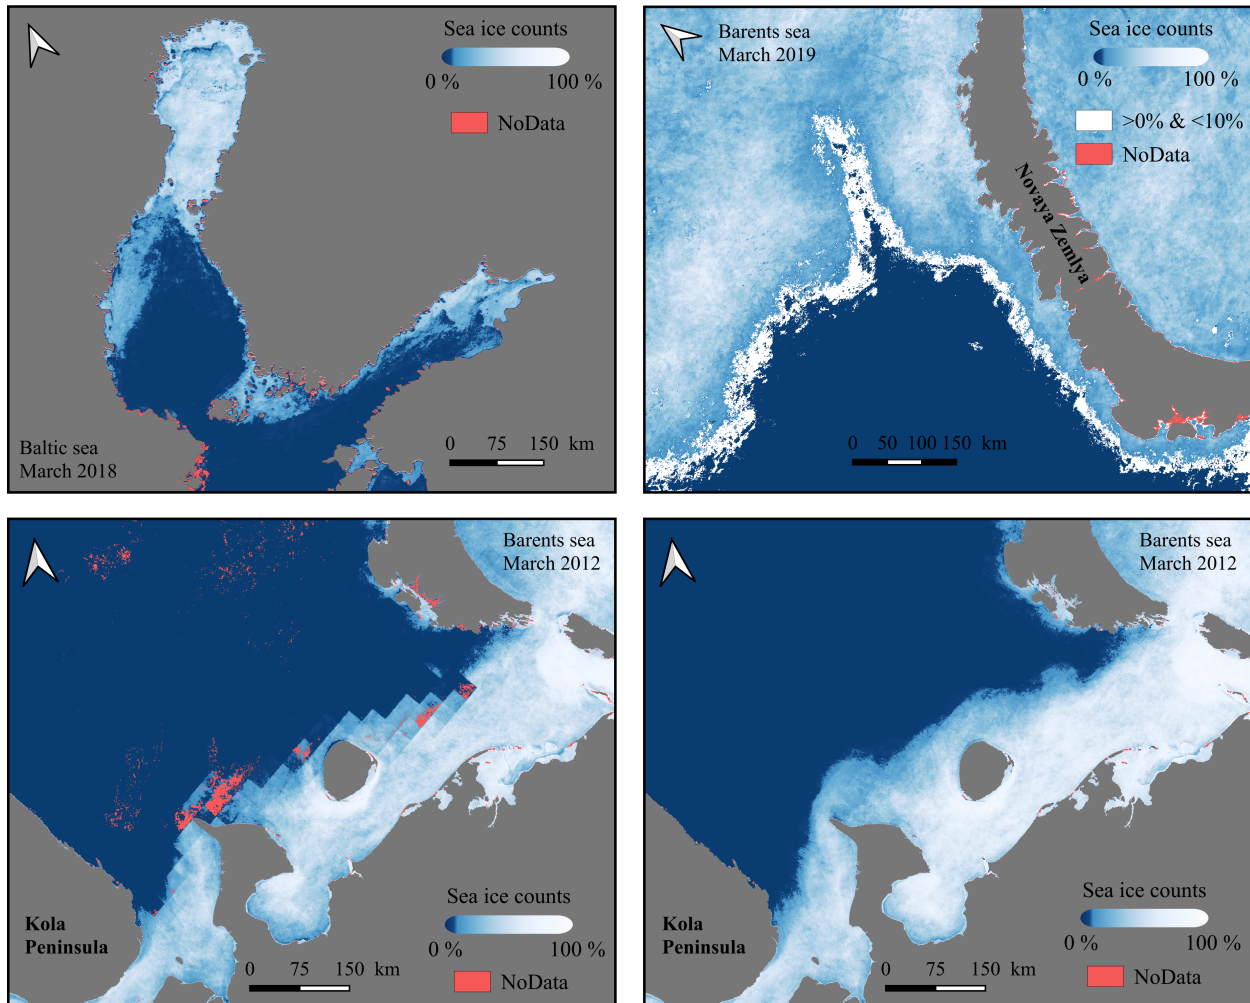 Sea ice counts
0 %
100 %
NoData
Baltic sea
March 2018
0 75 150 km
Barents sea
March 2019
Sea ice counts
0 %
100 %
>0% & <10%
NoData
Novaya Zemlya
0 50 100 150 km
Barents sea
March 2012
Kola
Peninsula
Sea ice counts
0 %
100 %
0 75 150 km
NoData
Barents sea
March 2012
Kola
Peninsula
Sea ice counts
0 %
100 %
0 75 150 km
NoData